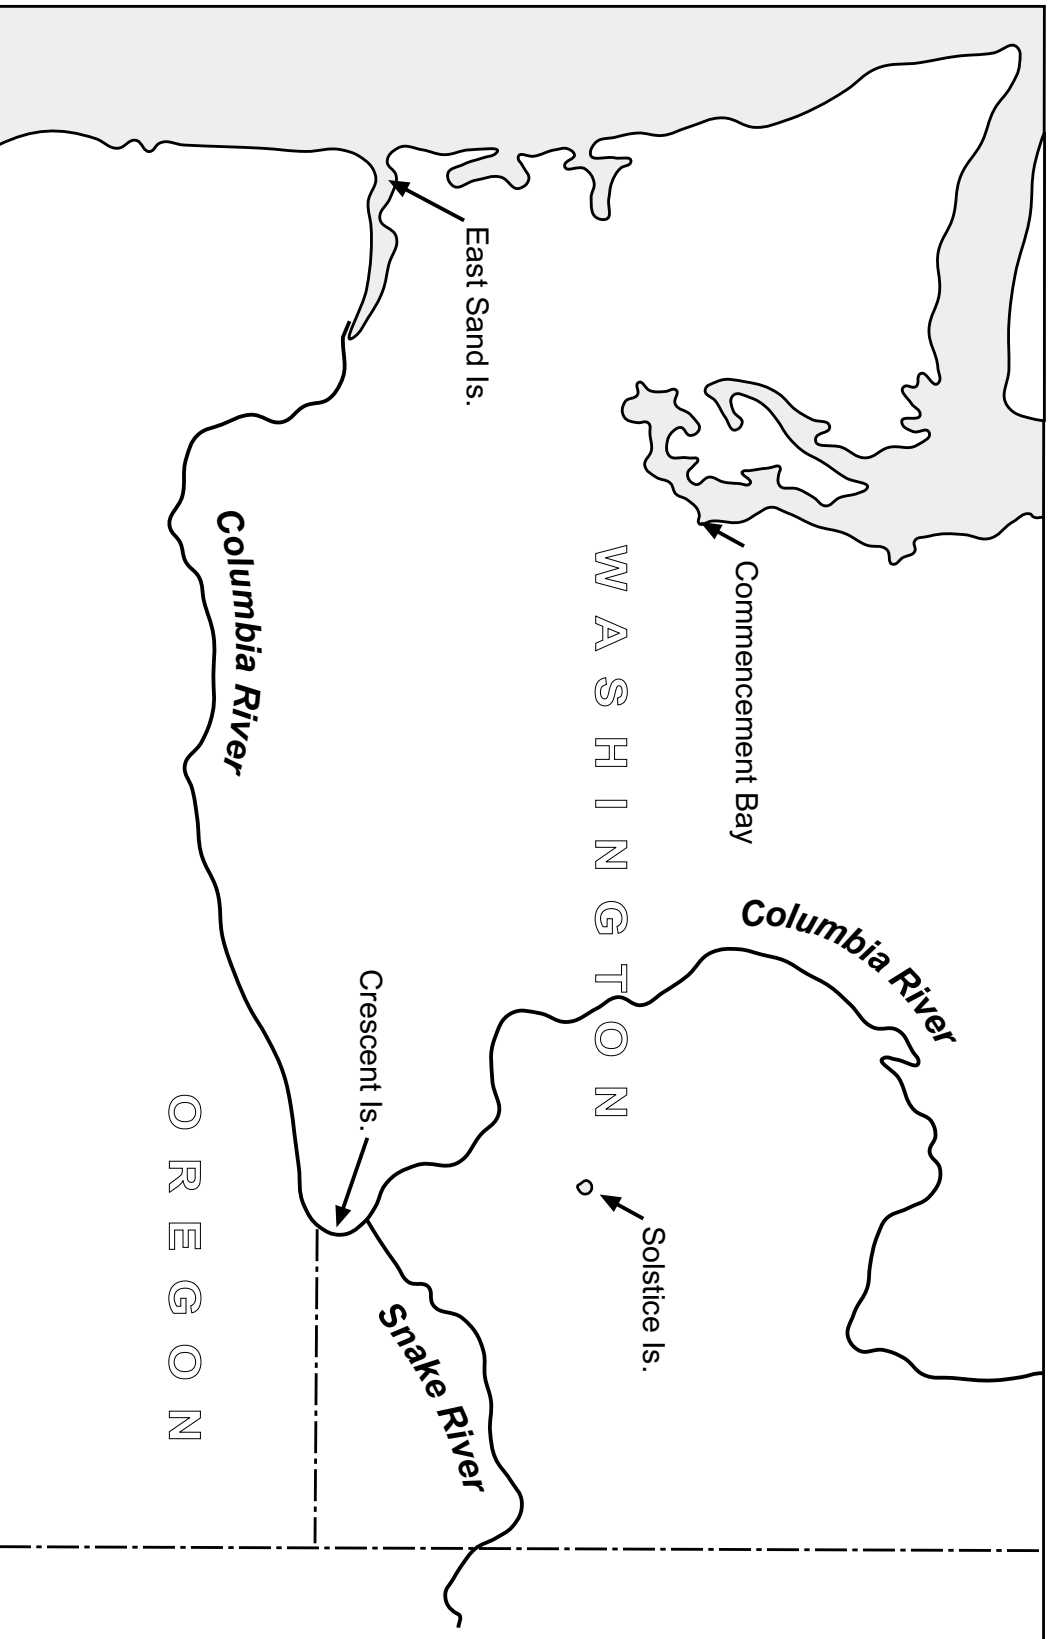 Columbia River
Commencement Bay
Solstice Is.
WASHINGTON
East Sand Is.
Snake River
Crescent Is.
Columbia River
OREGON